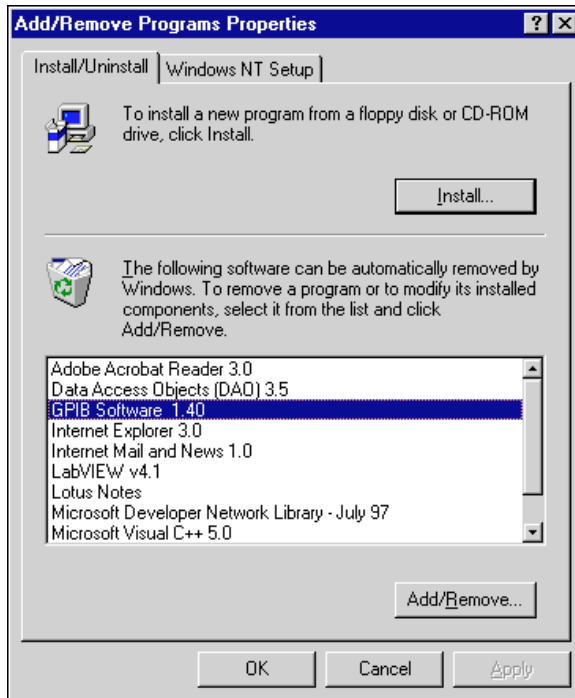 Add/Remove Programs Properties
?
Install/Uninstall
Windows NT Setup
To install a new program from a floppy disk or CD-ROM
drive, click Install.
Install...
The following software can be automatically removed by
Windows. To remove a program or to modify its installed
components, select it from the list and click
Add/Remove.
Adobe Acrobat Reader 3.0
Data Access Objects (DAO) 3.5
GPIB Software  1.40
Internet Explorer 3.0
Internet Mail and News 1.0
LabVIEW v4.1
Lotus Notes
Microsoft Developer Network Library - July 97
Microsoft Visual C++ 5.0
Add/Remove...
OK
Cancel
Apply